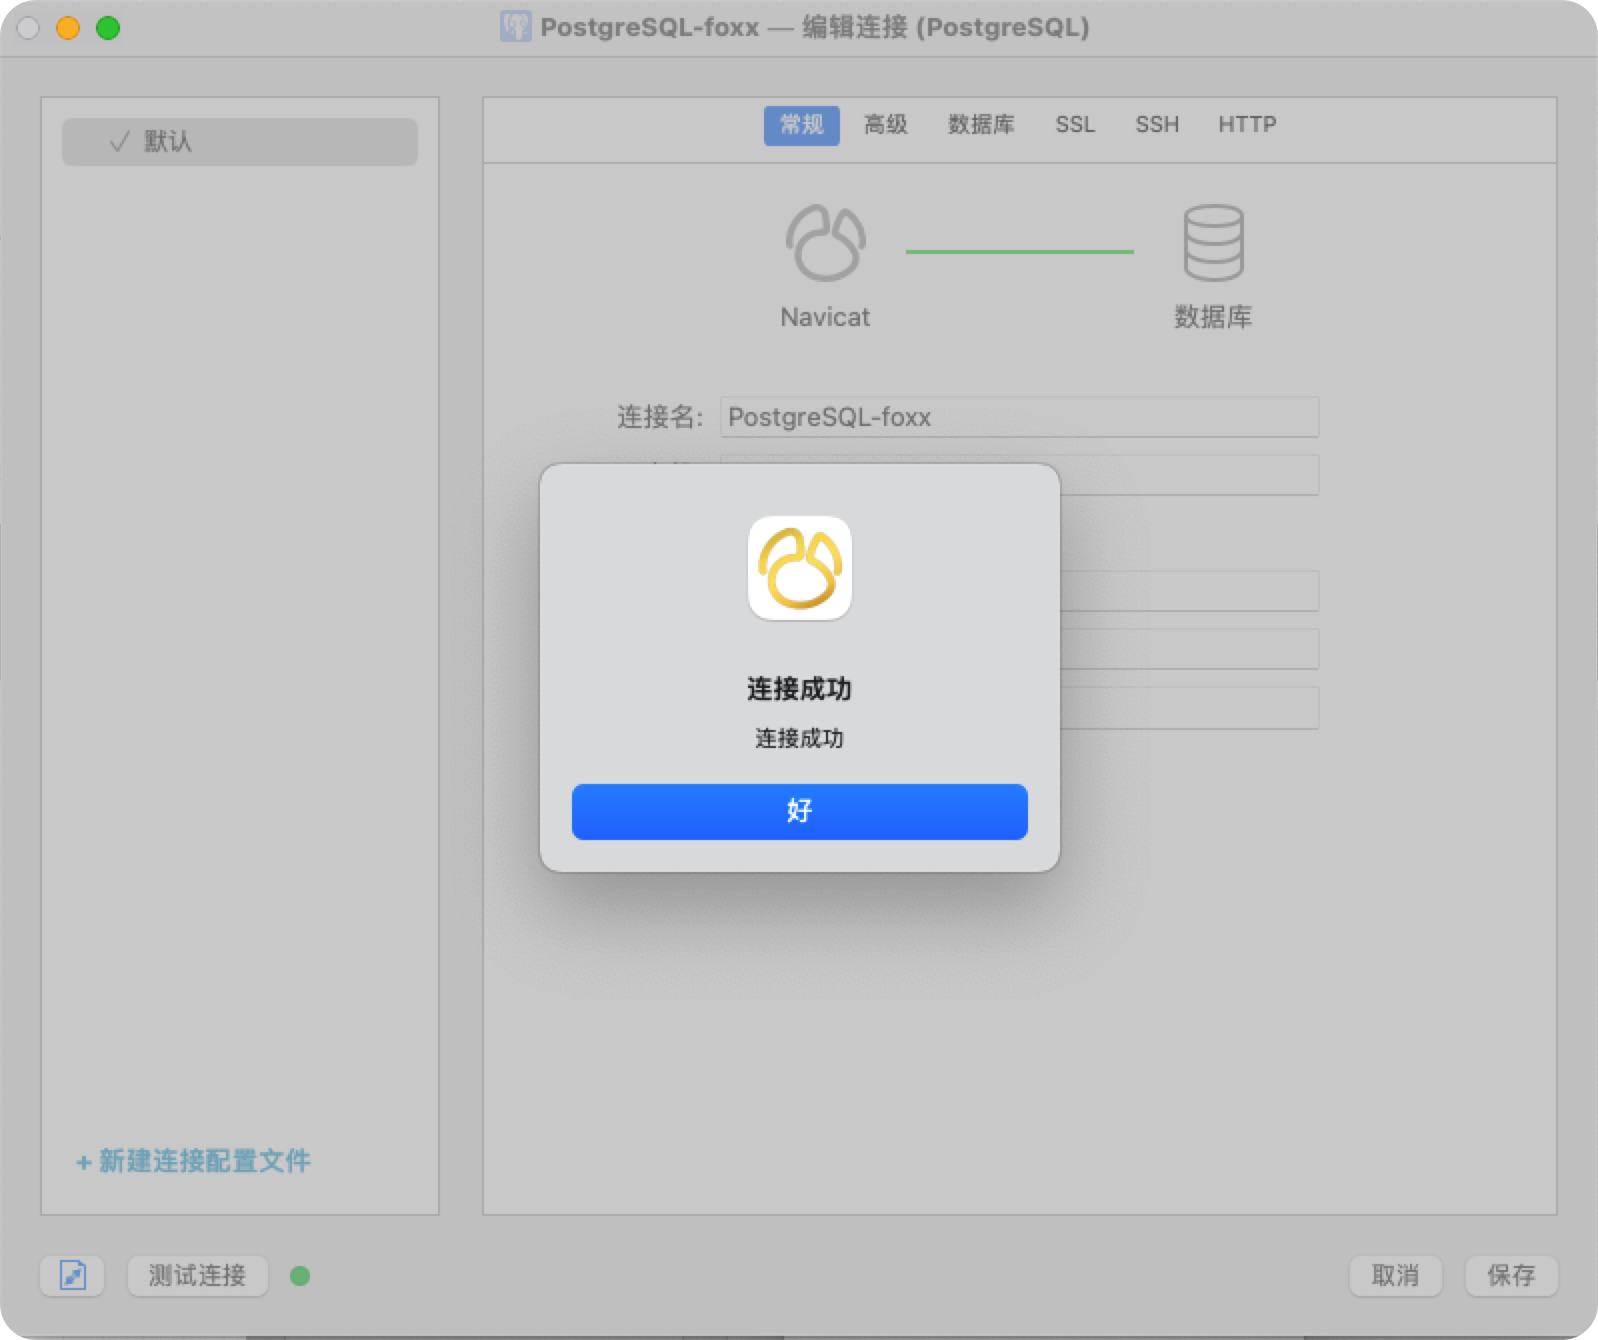 PostgreSQL-foxx — 编辑连接 (PostgreSQL)
默认
常规 高级 数据库 SSL SSH HTTP
Navicat 数据库
连接名: PostgreSQL-foxx
连接成功
连接成功
好
+ 新建连接配置文件
测试连接
取消 保存